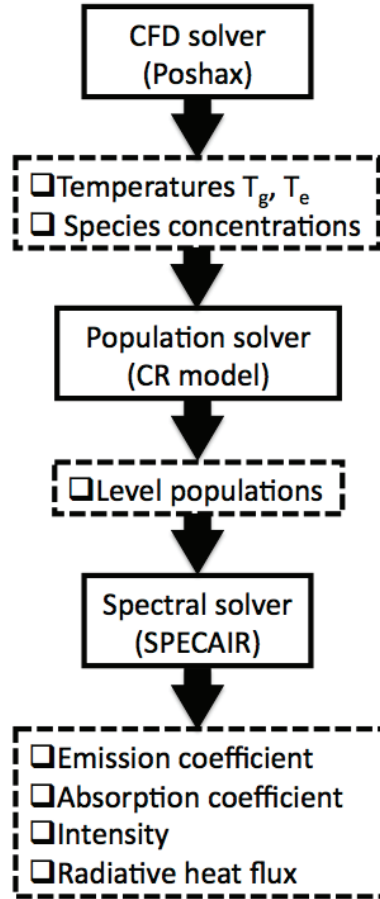 CFD solver
(Poshax)
❑Temperatures Tg, Te
❑ Species concentrations
Population solver
(CR model)
❑Level populations
Spectral solver
(SPECAIR)
❑Emission coefficient
❑Absorption coefficient
❑Intensity
❑Radiative heat flux